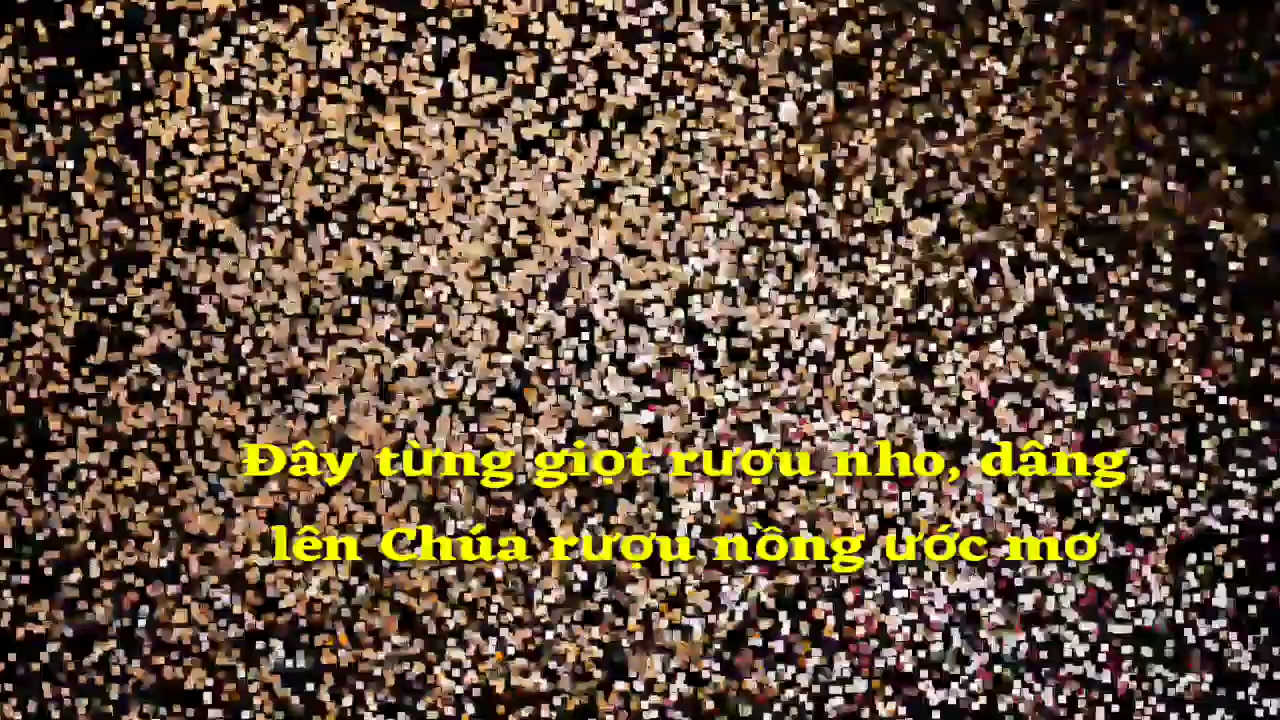 Đây từng giọt rượu nho, dâng
lên Chúa rượu nồng ước mơ